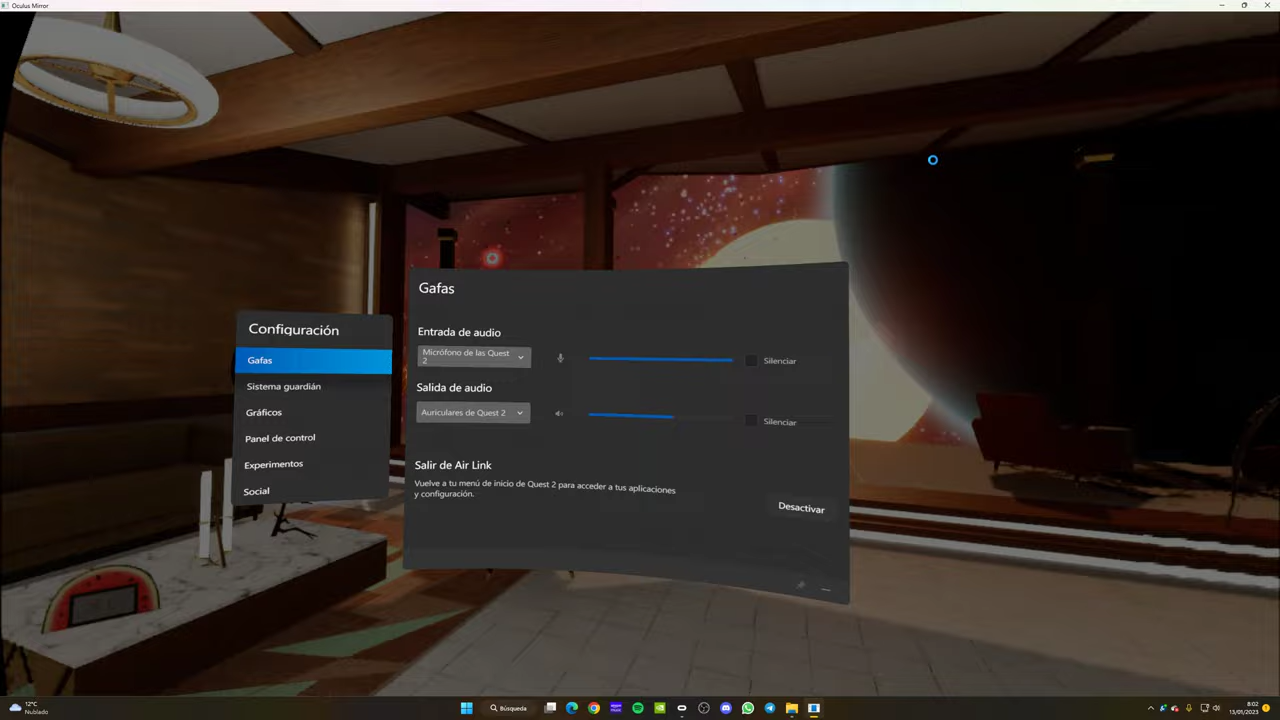 Oculus Mirror
Gafas
Configuración
Entrada de audio
Micrófono de las Quest
2
Silenciar
Gafas
Sistema guardián
Salida de audio
Auriculares de Quest 2
Silenciar
Gráficos
Panel de control
Experimentos
Salir de Air Link
Social
Vuelve a tu menú de inicio de Quest 2 para acceder a tus aplicaciones
y configuración.
Desactivar
12°C
Nublado
Búsqueda
8:02
13/01/2023